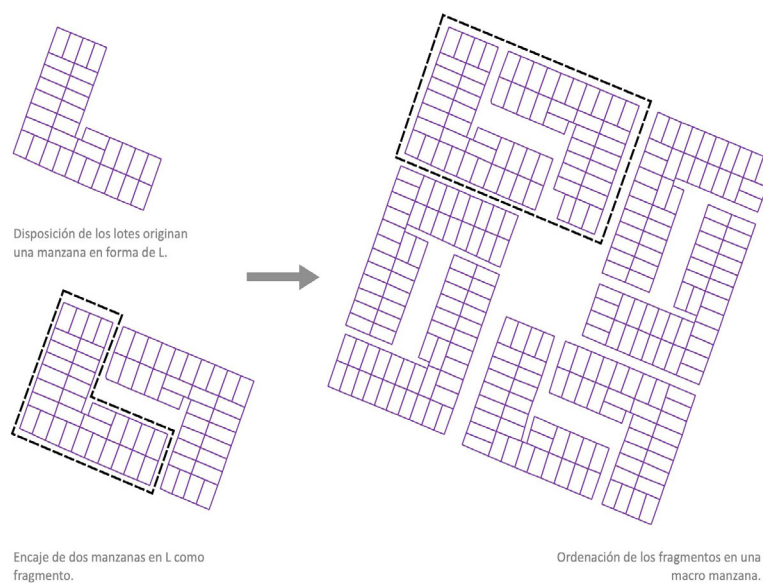 Disposición de los lotes originan
una manzana en forma de L.
Encaje de dos manzanas en L como
fragmento.
Ordenación de los fragmentos en una
macro manzana.